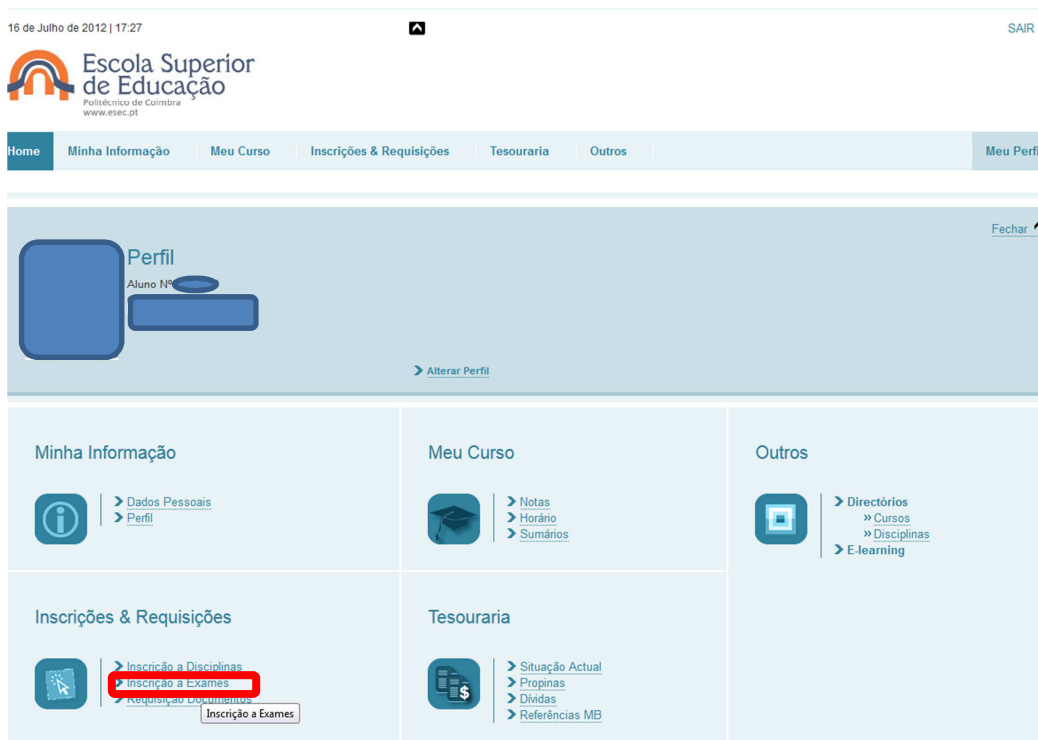 16 de Julho de 2012 | 17:27
SAIR
Escola Superior
de Educação
Politécnico de Coimbra
www.esec.pt
Home Minha Informação Meu Curso Inscrições & Requisições Tesouraria Outros Meu Perfi
Fechar
Perfil
Aluno Nº
Alterar Perfil
Minha Informação
Dados Pessoais
Perfil
Meu Curso
Notas
Horário
Sumários
Outros
Directórios
» Cursos
» Disciplinas
E-learning
Inscrições & Requisições
Inscrição a Disciplinas
Inscrição a Exames
Requisição Documentos
Inscrição a Exames
Tesouraria
Situação Actual
Propinas
Dívidas
Referências MB